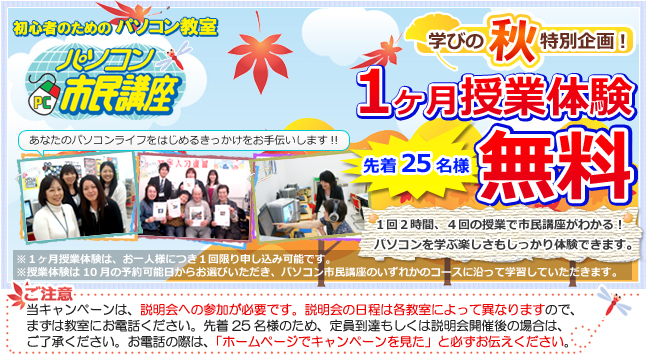 初心者のための パソコン教室
パソコン
PC 市民講座
あなたのパソコンライフをはじめるきっかけをお手伝いします!!
学びの 秋 特別企画!
1ヶ月授業体験
先着 25 名様
無料
1回2時間、4回の授業で市民講座がわかる!
パソコンを学ぶ楽しさもしっかり体験できます。
※1ヶ月授業体験は、お一人様につき1回限り申し込み可能です。
※授業体験は 10 月の予約可能日からお選びいただき、パソコン市民講座のいずれかのコースに沿って学習していただきます。
ご注意
当キャンペーンは、説明会への参加が必要です。説明会の日程は各教室によって異なりますので、
まずは教室にお電話ください。先着 25 名様のため、定員到達もしくは説明会開催後の場合は、
ご了承ください。お電話の際は、「ホームページでキャンペーンを見た」と必ずお伝えください。